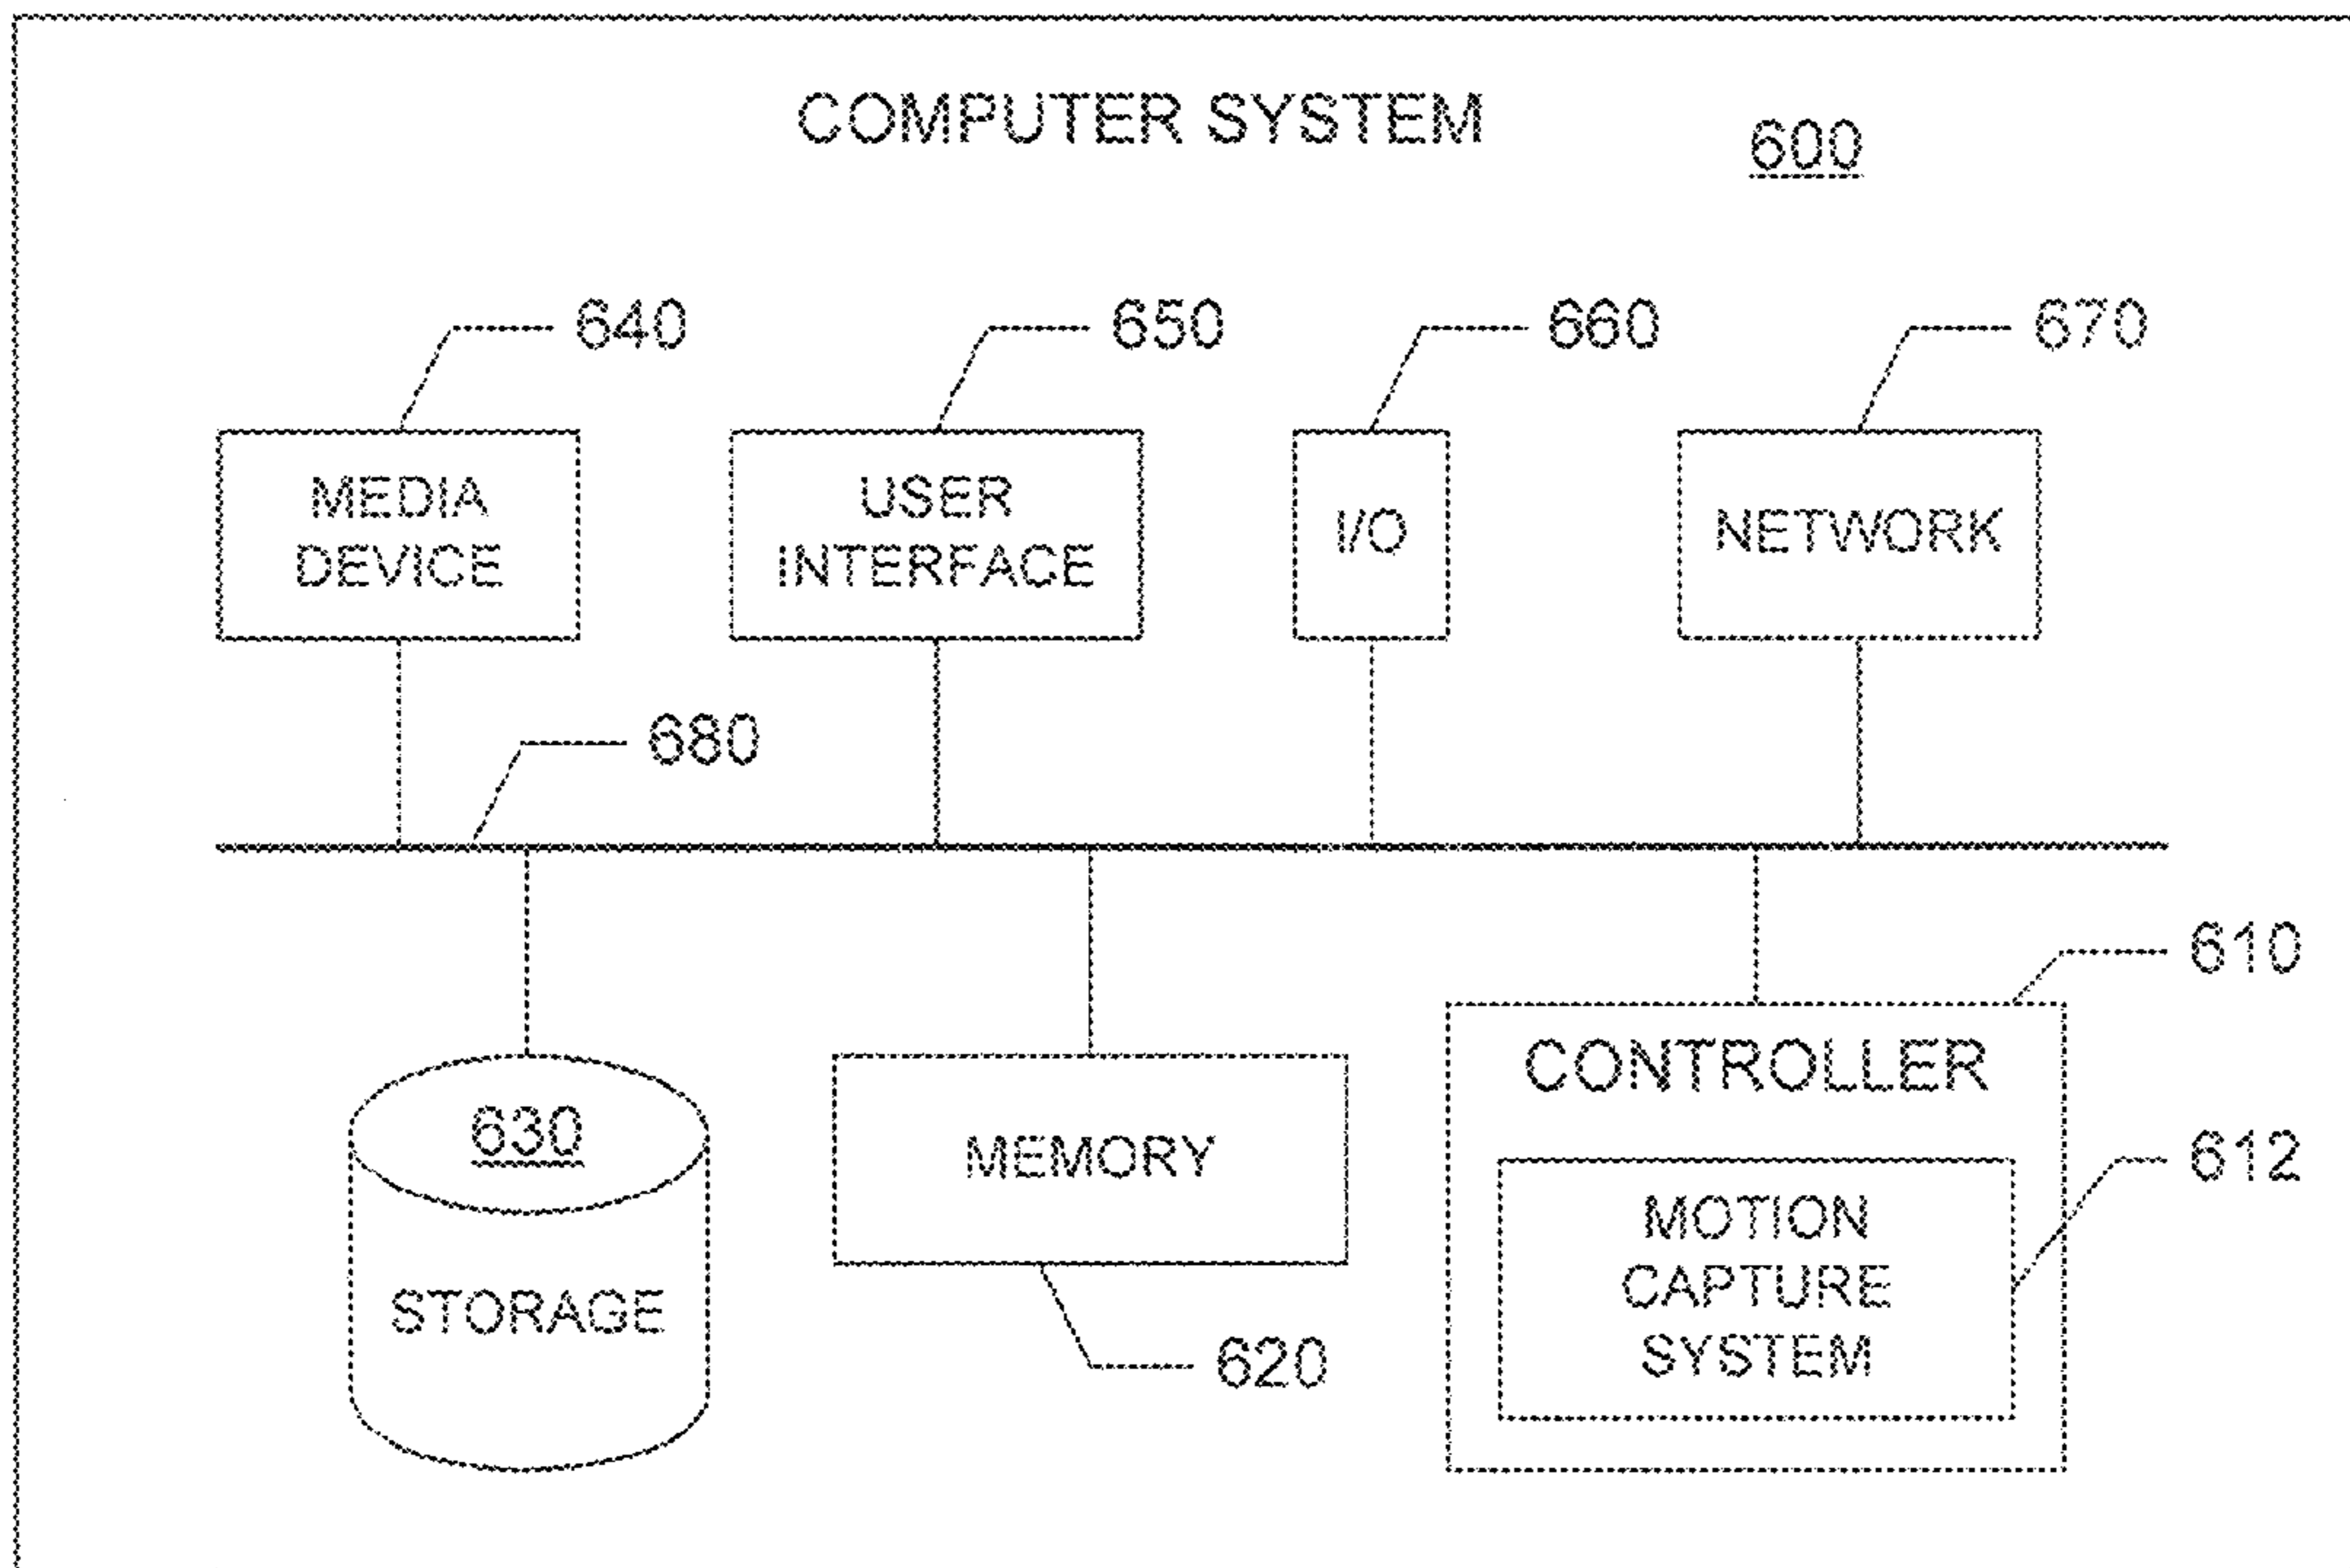 COMPUTER SYSTEM
600
640
650
660
670
MEDIA
DEVICE
USER
INTERFACE
I/O
NETWORK
680
610
CONTROLLER
630
STORAGE
MEMORY
620
612
MOTION
CAPTURE
SYSTEM